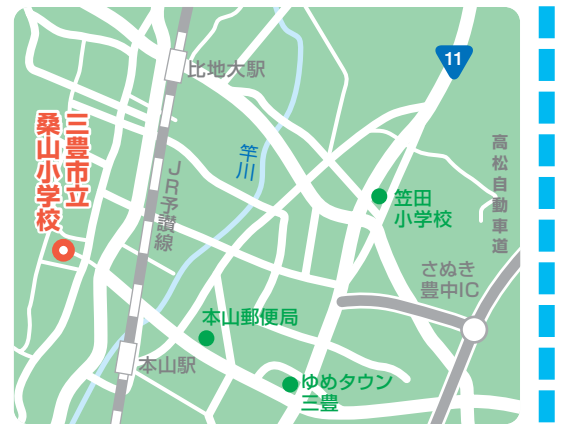 11
比地大駅
三豊市立
桑山小学校
竿川
JR予讃線
高松自動車道
笠田
小学校
さぬき
豊中IC
本山郵便局
本山駅
ゆめタウン
三豊